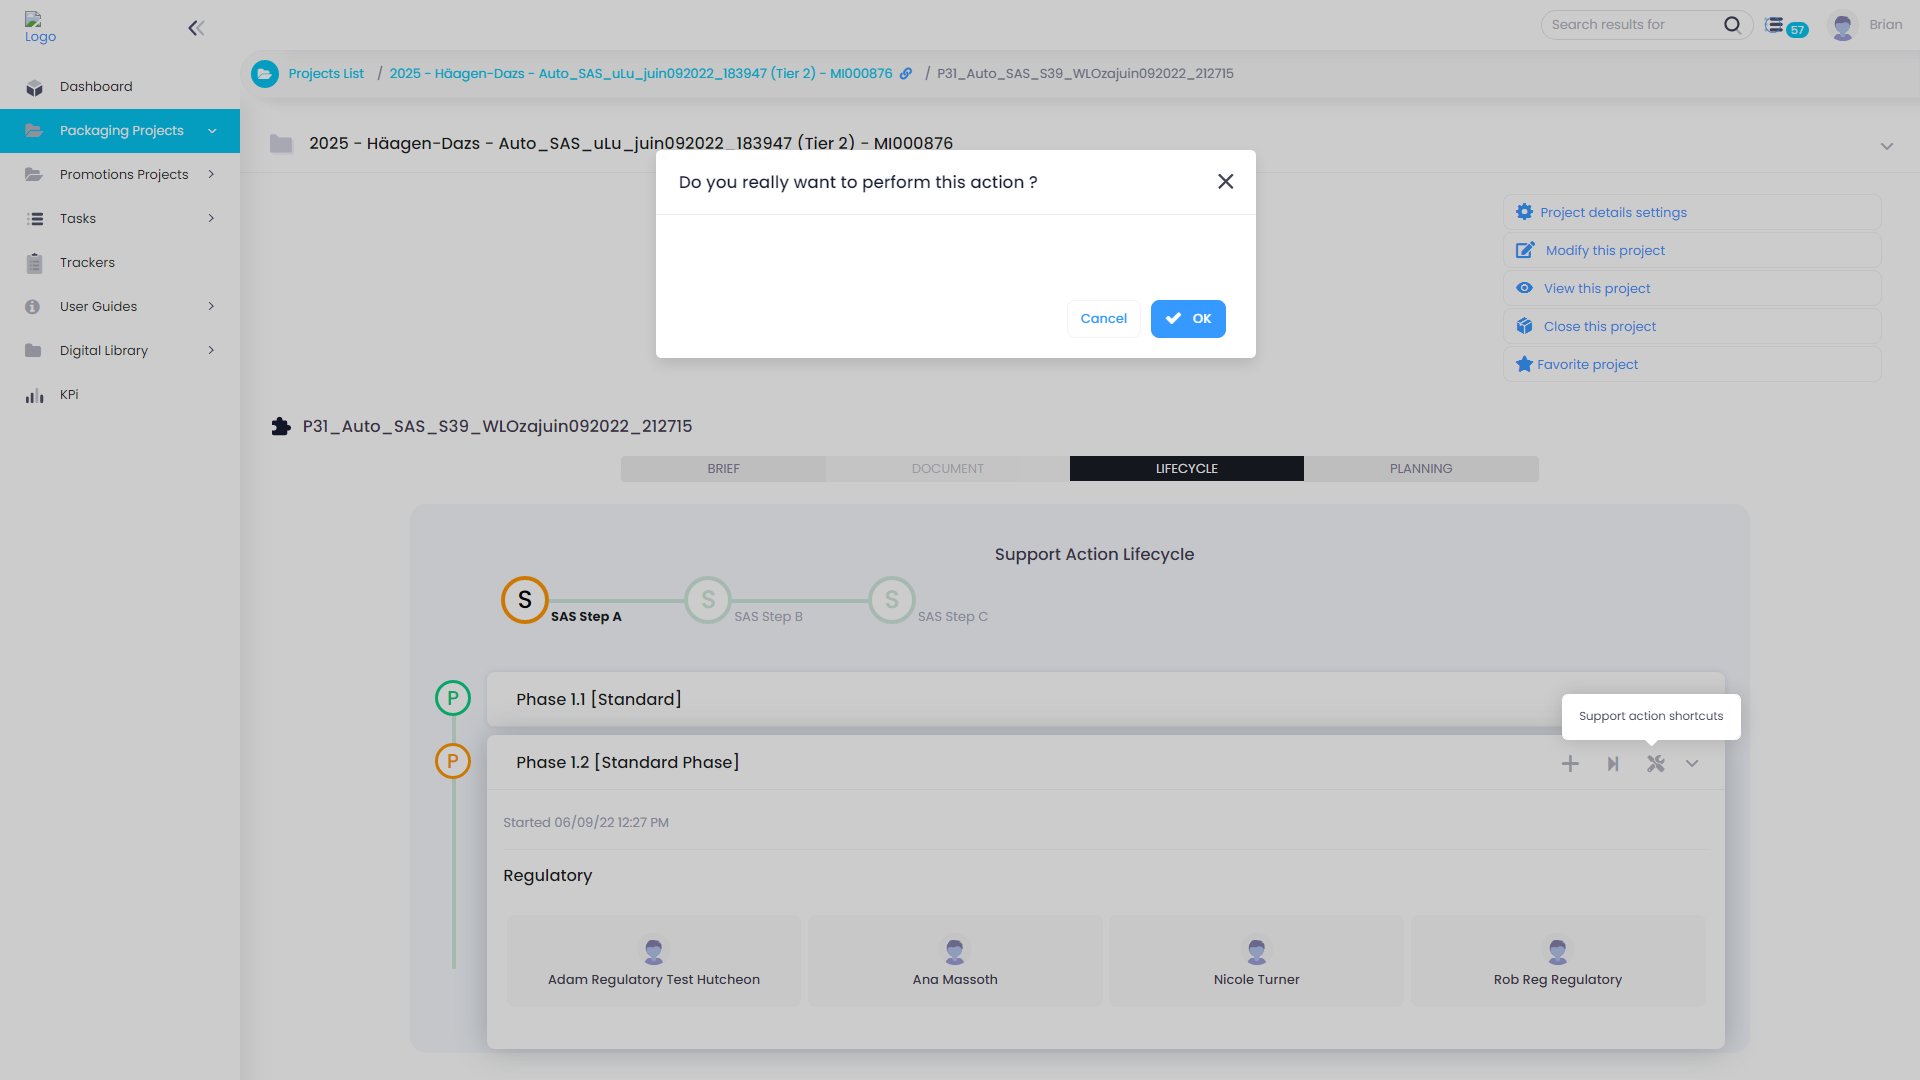 Logo
Search results for
57
Brian
Dashboard
Packaging Projects
Promotions Projects
Tasks
Trackers
User Guides
Digital Library
KPi
Projects List / 2025 - Häagen-Dazs - Auto_SAS_uLu_juin092022_183947 (Tier 2) - MI000876 / P31_Auto_SAS_S39_WLOzajuin092022_212715
2025 - Häagen-Dazs - Auto_SAS_uLu_juin092022_183947 (Tier 2) - MI000876
Do you really want to perform this action ?
Cancel
OK
Project details settings
Modify this project
View this project
Close this project
Favorite project
P31_Auto_SAS_S39_WLOzajuin092022_212715
BRIEF
DOCUMENT
LIFECYCLE
PLANNING
Support Action Lifecycle
S
SAS Step A
S
SAS Step B
S
SAS Step C
P
Phase 1.1 [Standard]
Support action shortcuts
P
Phase 1.2 [Standard Phase]
Started 06/09/22 12:27 PM
Regulatory
Adam Regulatory Test Hutcheon
Ana Massoth
Nicole Turner
Rob Reg Regulatory